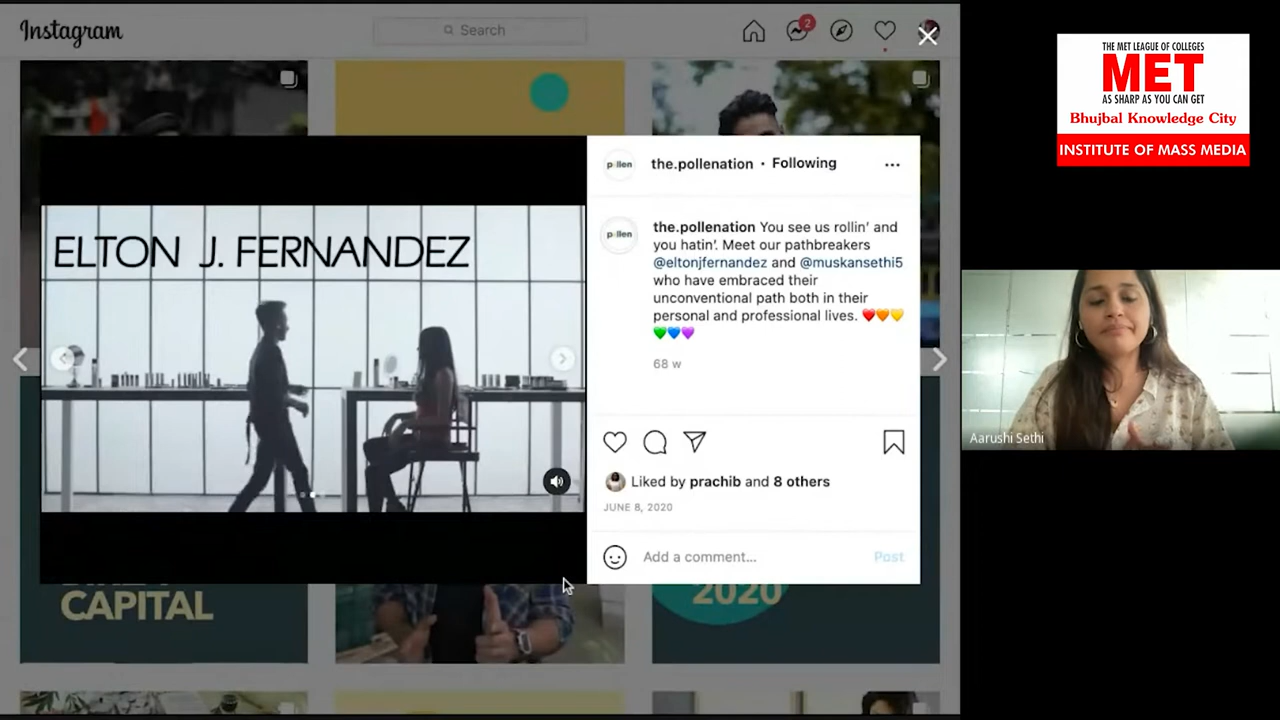 Instagram
Search
2
the.pollenation • Following
pollen
ELTON J. FERNANDEZ
pollen
the.pollenation You see us rollin' and
you hatin'. Meet our pathbreakers
@eltonjfernandez and @muskansethi5
who have embraced their
unconventional path both in their
personal and professional lives. ❤️🧡💛
💚💙💜
68 w
Liked by prachib and 8 others
JUNE 8, 2020
Add a comment...
Post
CAPITAL
2020
THE MET LEAGUE OF COLLEGES
MET
AS SHARP AS YOU CAN GET
Bhujbal Knowledge City
INSTITUTE OF MASS MEDIA
Aarushi Sethi